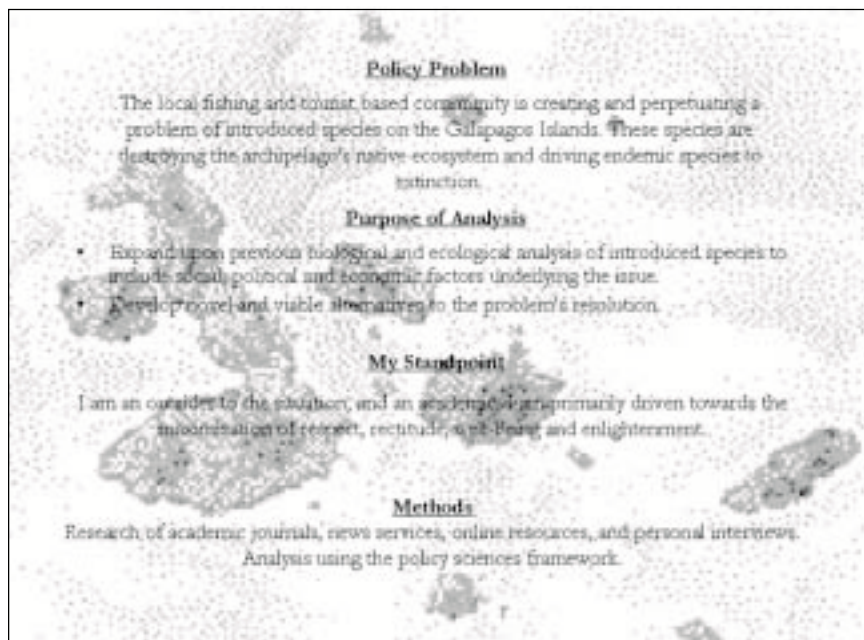 Policy Problem
The local fishing and tourist based community is creating and perpetuating a
problem of introduced species on the Galapagos Islands. These species are
destroying the archipelago's native ecosystem and driving endemic species to
extinction.
Purpose of Analysis
• Expand upon previous biological and ecological analysis of introduced species to
include social, political and economic factors underlying the issue.
• Develop novel and viable alternatives to the problem's resolution.
My Standpoint
I am an outsider to the situation, and an academic. I am primarily driven towards the
of respect, rectitude, well-being and enlightenment.
Methods
Research of academic journals, news services, online resources, and personal interviews.
Analysis using the policy sciences framework.